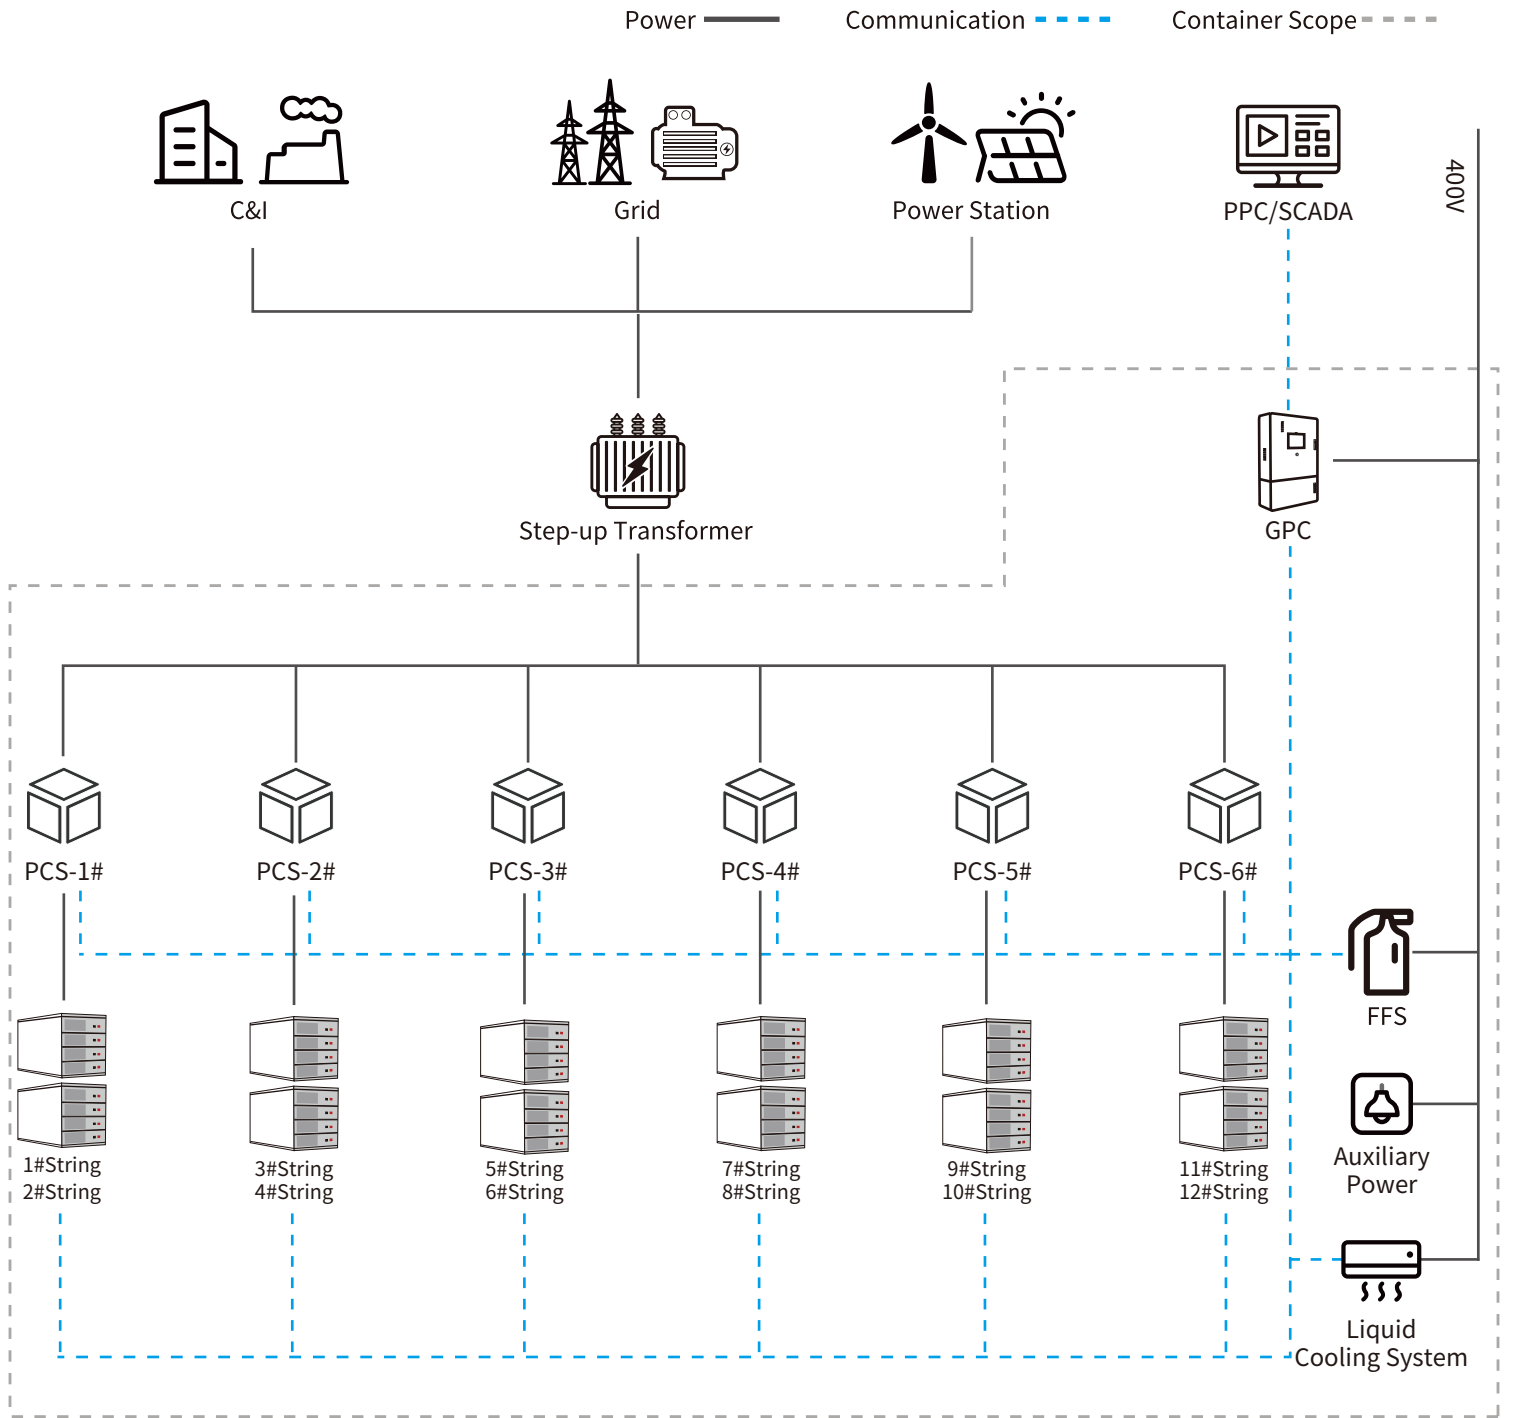 Power
Communication
Container Scope
C&I
Grid
Power Station
PPC/SCADA
400V
Step-up Transformer
GPC
PCS-1#
PCS-2#
PCS-3#
PCS-4#
PCS-5#
PCS-6#
FFS
Auxiliary
Power
1#String
2#String
3#String
4#String
5#String
6#String
7#String
8#String
9#String
10#String
11#String
12#String
Liquid
Cooling System